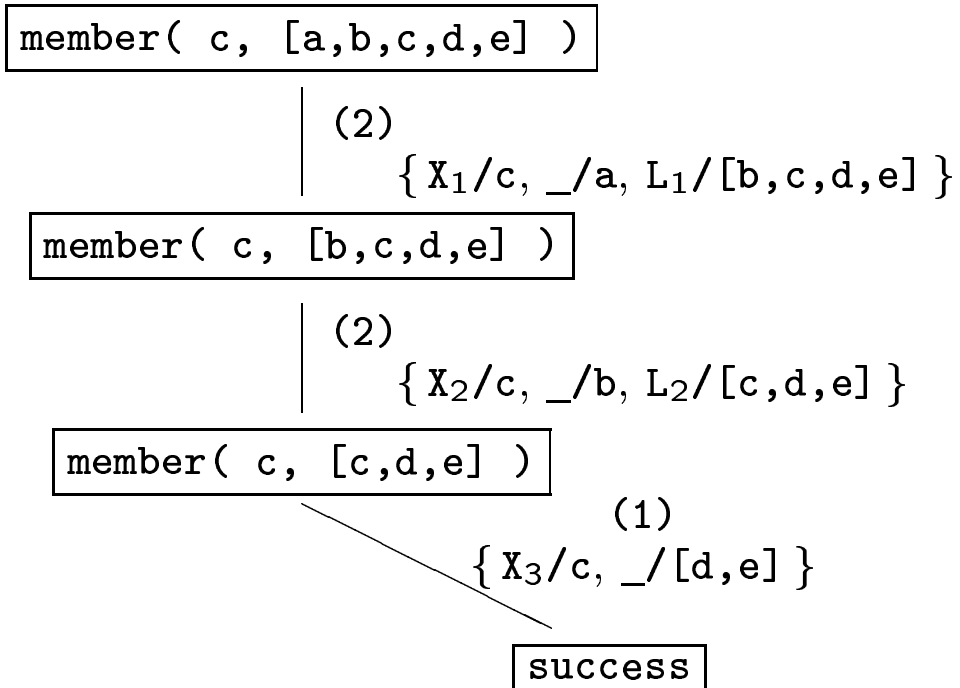 member( c, [a,b,c,d,e] )
(2)
{ X₁/c, _/a, L₁/[b,c,d,e] }
member( c, [b,c,d,e] )
(2)
{ X₂/c, _/b, L₂/[c,d,e] }
member( c, [c,d,e] )
(1)
{ X₃/c, _/[d,e] }
success